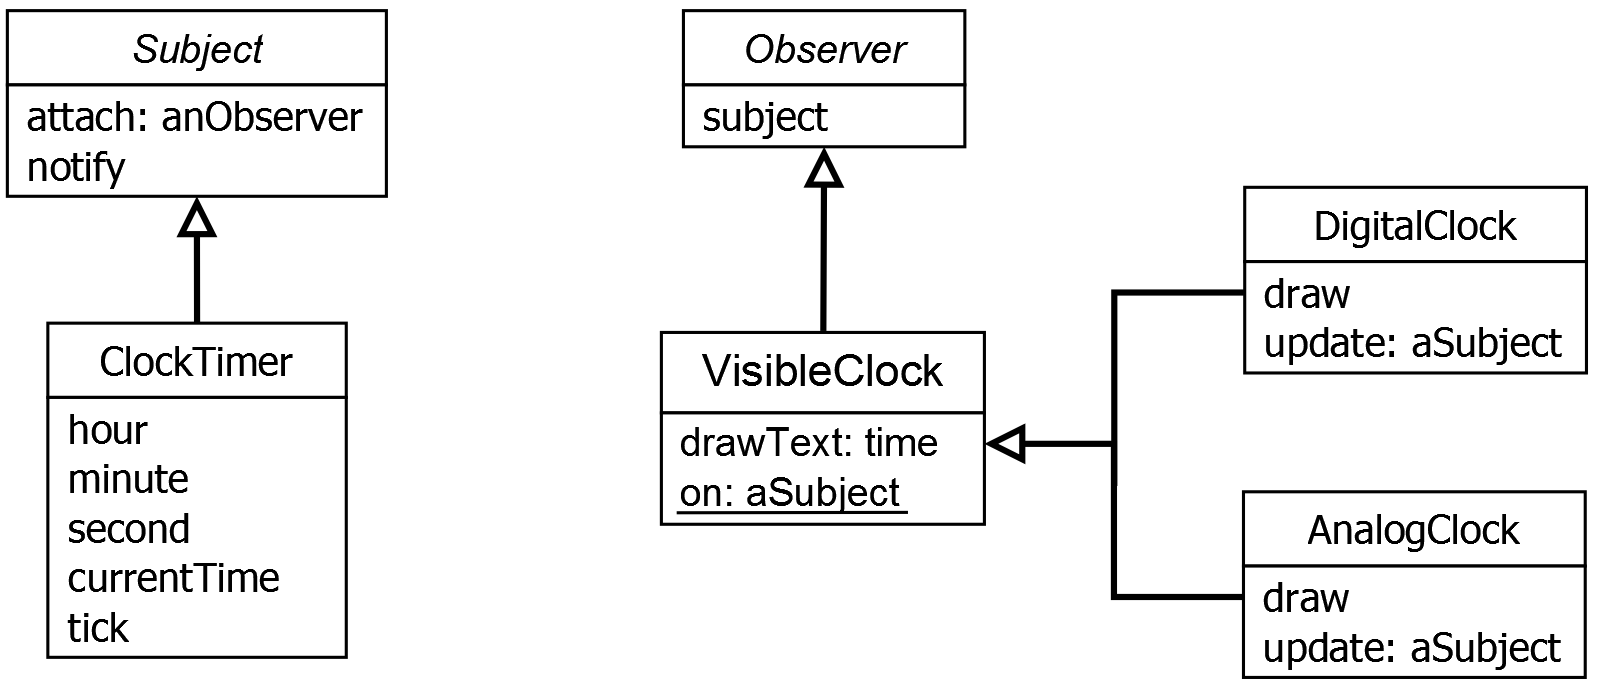 Subject
attach: anObserver
notify
ClockTimer
hour
minute
second
currentTime
tick
Observer
subject
VisibleClock
drawText: time
on: aSubject
DigitalClock
draw
update: aSubject
AnalogClock
draw
update: aSubject